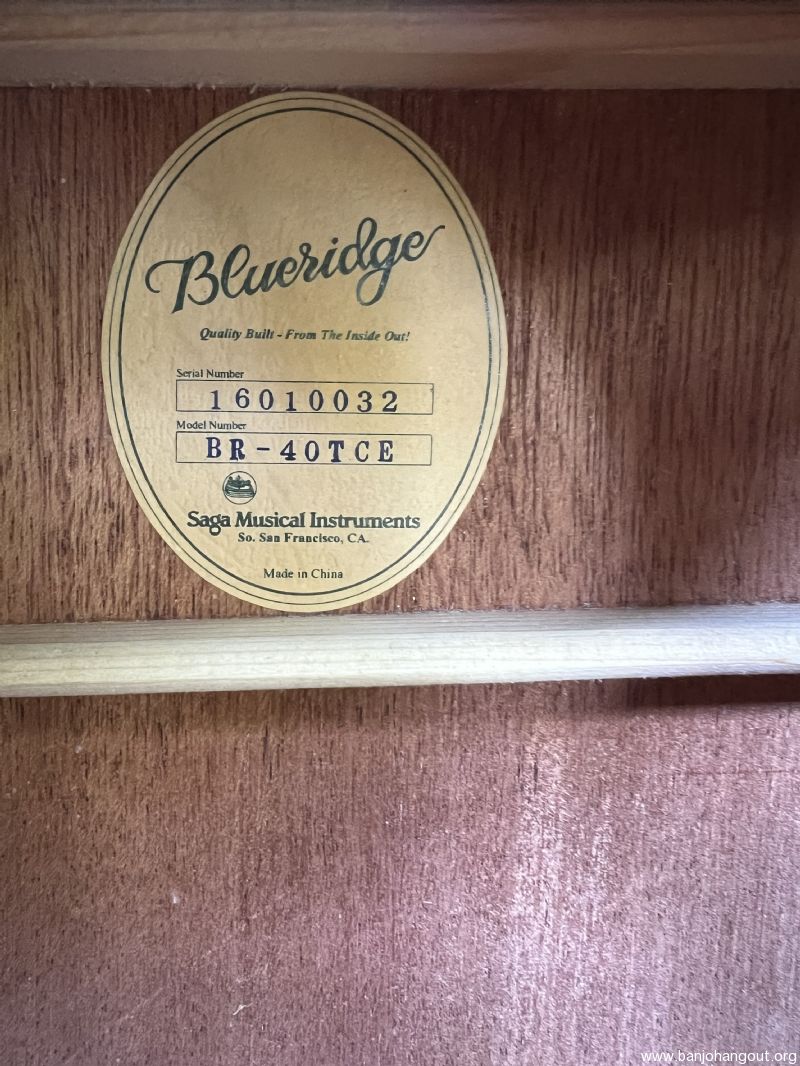 Blueridge
Quality Built - From The Inside Out!
Serial Number
16010032
Model Number
BR-40TCE
Saga Musical Instruments
So. San Francisco, CA.
Made in China
www.banjohangout.org